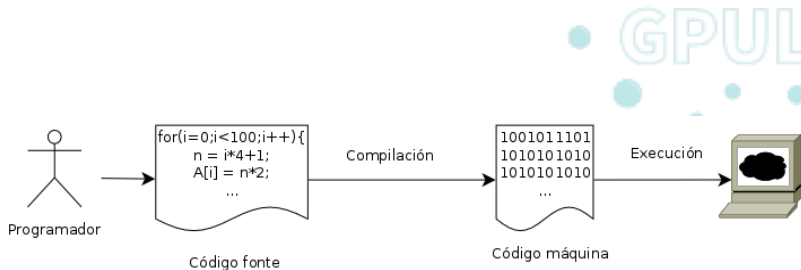 GPUL
for(i=0;i<100;i++){
n = i*4+1;
A[i] = n*2;
...
Programador
Código fonte
Compilación
1001011101
1010101010
1010101010
...
Código máquina
Execución